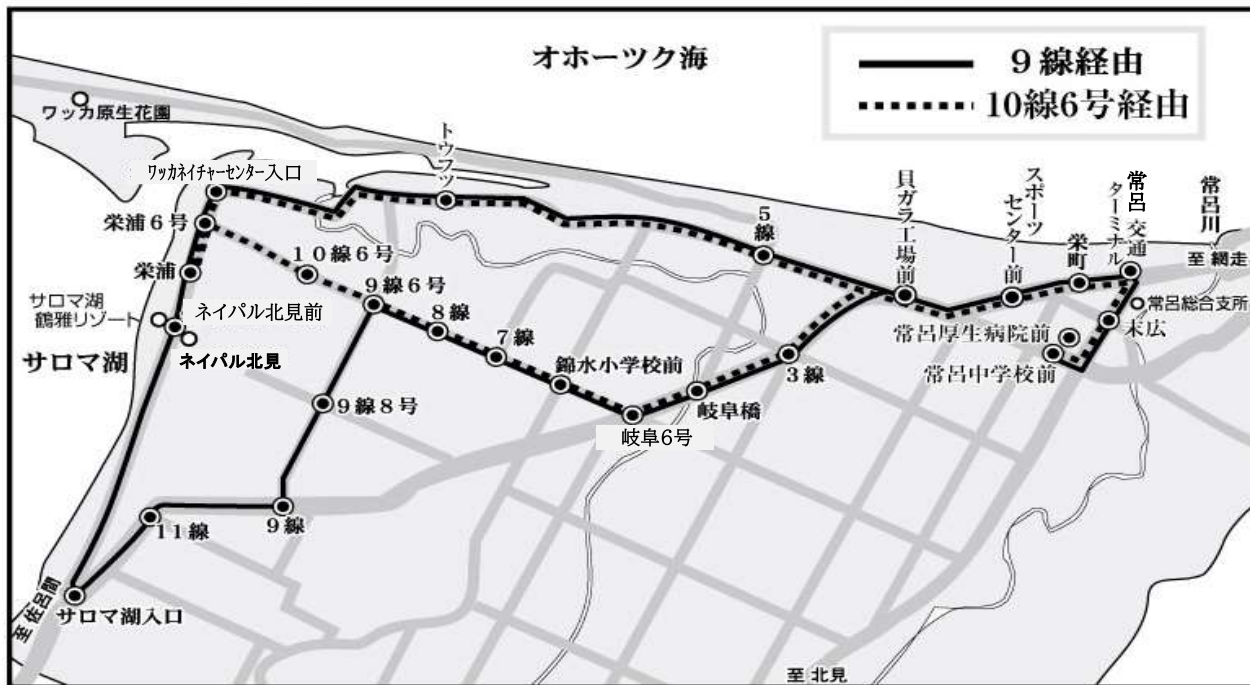 オホーツク海
9線経由
10線6号経由
ワッカ原生花園
トウフツ
ワッカネイチャーセンター入口
栄浦6号
栄浦
10線6号
9線6号
8線
7線
錦水小学校前
5線
貝ガラ工場前
スポーツ
センター前
栄町
常呂交通
ターミナル
常呂川
至網走
常呂総合支所
末広
常呂厚生病院前
常呂中学校前
3線
岐阜橋
岐阜6号
サロマ湖
鶴雅リゾート
ネイパル北見前
ネイパル北見
サロマ湖
9線8号
9線
11線
サロマ湖入口
至佐呂間
至北見